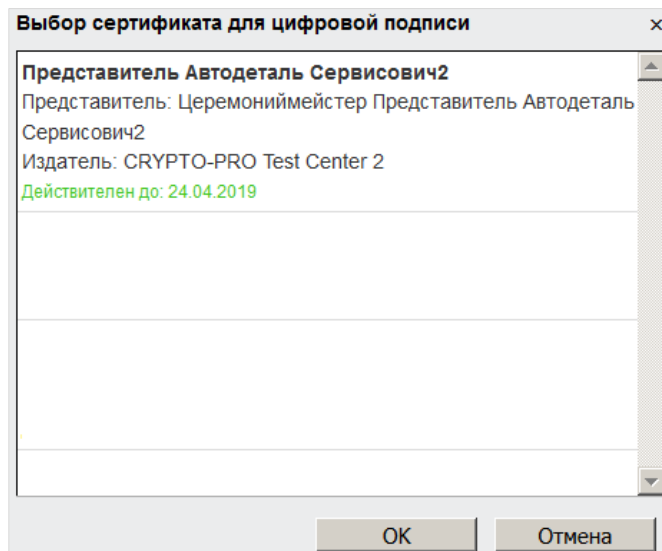 Выбор сертификата для цифровой подписи
×
Представитель Автодеталь Сервисович2
Представитель: Церемониймейстер Представитель Автодеталь
Сервисович2
Издатель: CRYPTO-PRO Test Center 2
Действителен до: 24.04.2019
OK
Отмена